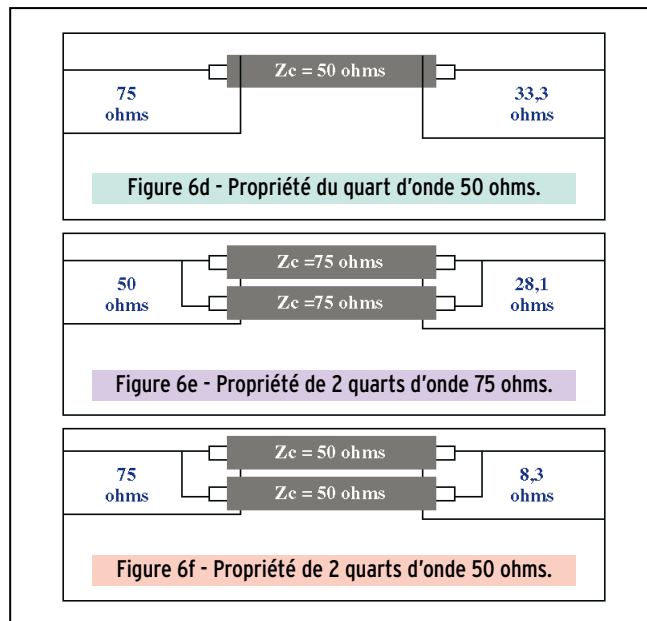 Zc = 50 ohms
75
ohms
33,3
ohms
Figure 6d - Propriété du quart d'onde 50 ohms.
Zc =75 ohms
50
ohms
Zc =75 ohms
28,1
ohms
Figure 6e - Propriété de 2 quarts d'onde 75 ohms.
Zc = 50 ohms
75
ohms
Zc = 50 ohms
8,3
ohms
Figure 6f - Propriété de 2 quarts d'onde 50 ohms.